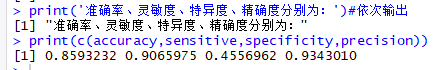 > print('准确率、灵敏度、特异度、精确度分别为：')#依次输出
[1] "准确率、灵敏度、特异度、精确度分别为："
> print(c(accuracy,sensitive,specificity,precision))
[1] 0.8593232 0.9065975 0.4556962 0.9343010